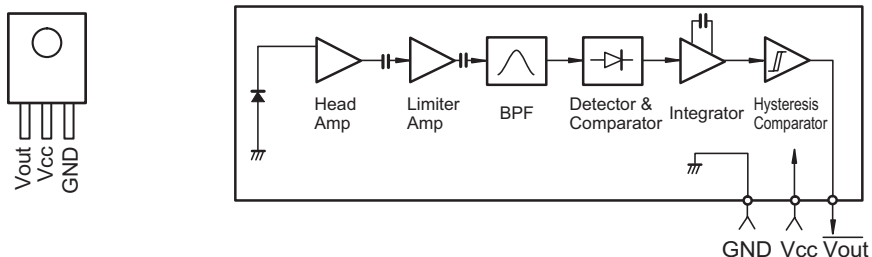 Vout
Vcc
GND
Head
Amp
Limiter
Amp
BPF
Detector &
Comparator
Integrator
Hysteresis
Comparator
GND Vcc Vout